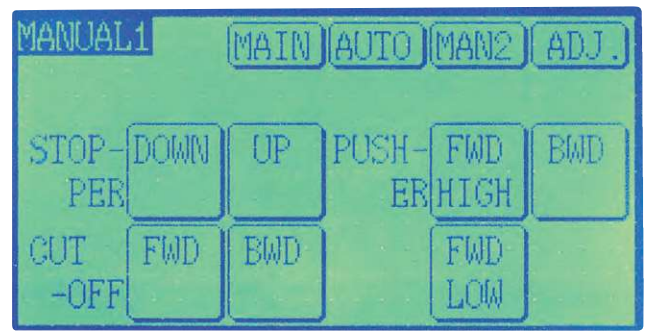 MANUAL1 MAIN AUTO MAN2 ADJ.
STOP- DOWN UP PUSH- FWD BWD
PER ER HIGH
CUT FWD BWD FWD
-OFF LOW